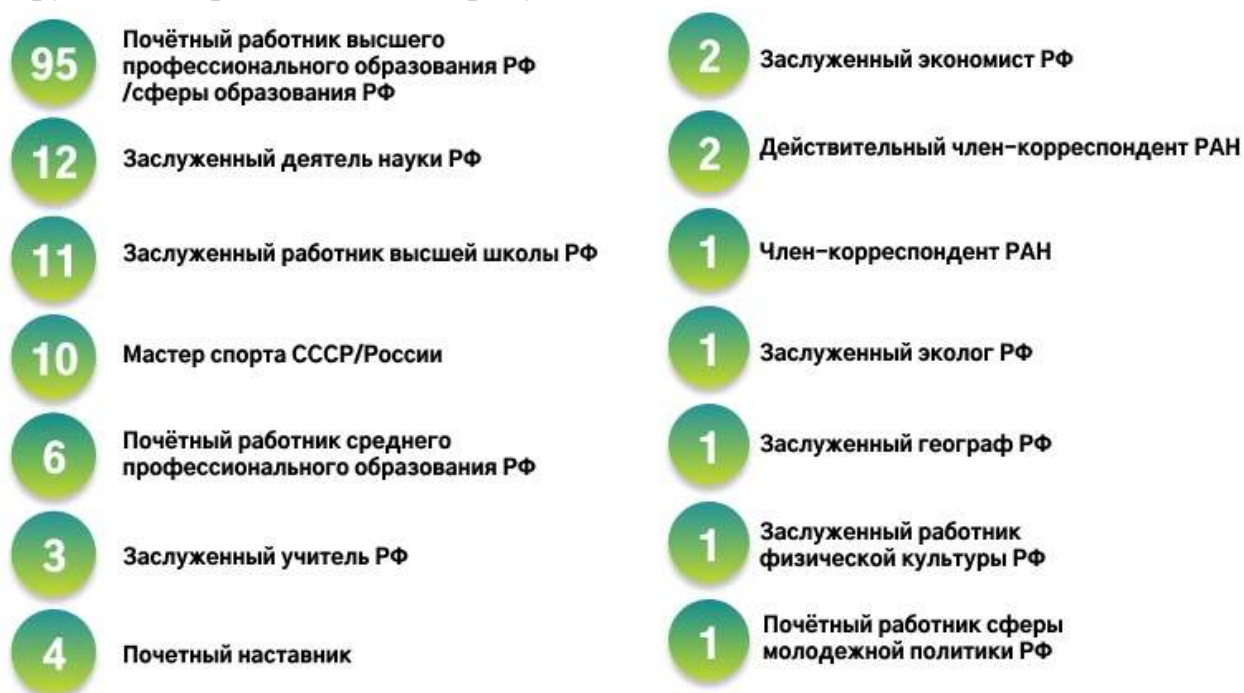 95
Почётный работник высшего
профессионального образования РФ
/сферы образования РФ
12
Заслуженный деятель науки РФ
11
Заслуженный работник высшей школы РФ
10
Мастер спорта СССР/России
6
Почётный работник среднего
профессионального образования РФ
3
Заслуженный учитель РФ
4
Почетный наставник
2
Заслуженный экономист РФ
2
Действительный член-корреспондент РАН
1
Член-корреспондент РАН
1
Заслуженный эколог РФ
1
Заслуженный географ РФ
1
Заслуженный работник
физической культуры РФ
1
Почётный работник сферы
молодежной политики РФ